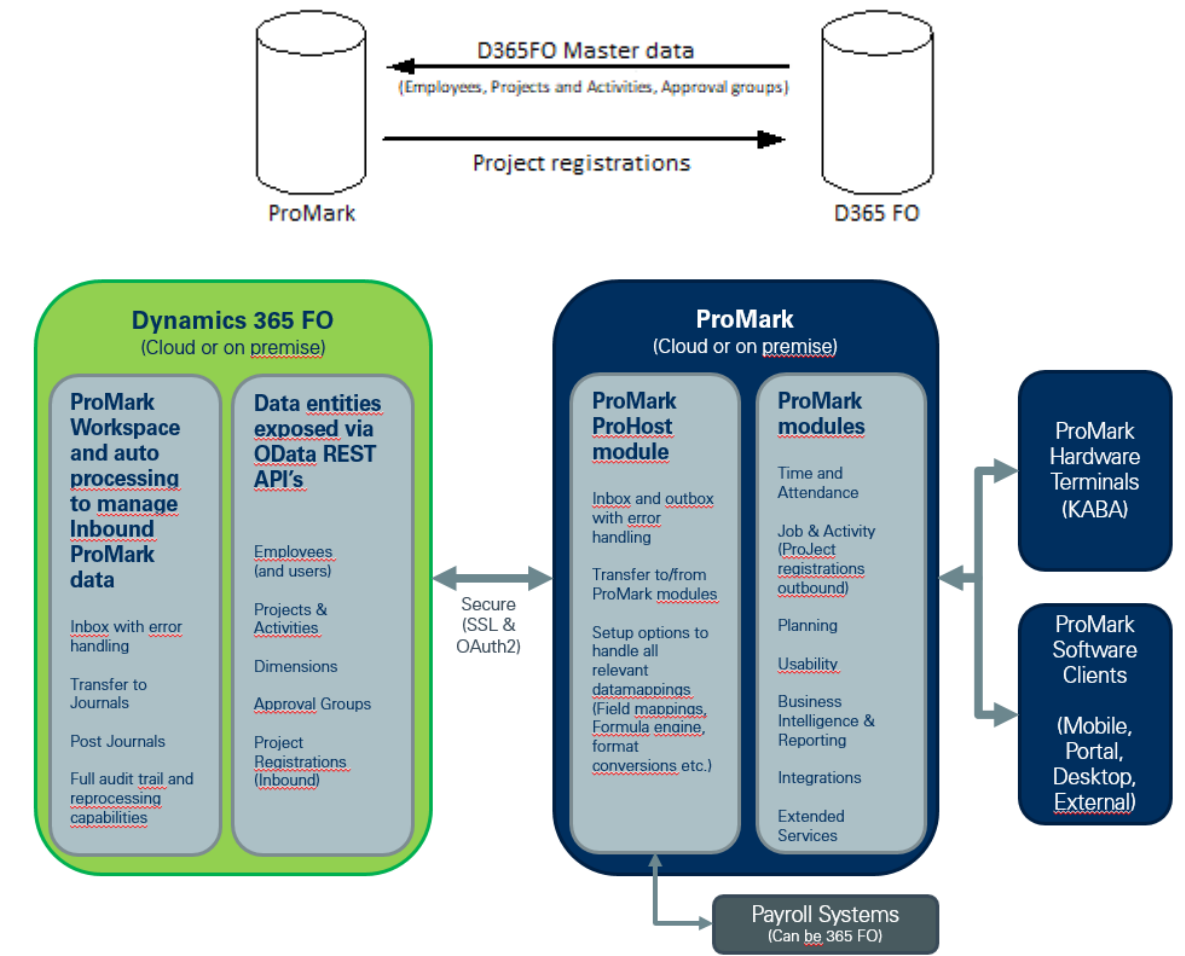 D365FO Master data
(Employees, Projects and Activities, Approval groups)
Project registrations
ProMark
D365 FO
Dynamics 365 FO
(Cloud or on premise)
ProMark
Workspace
and auto
processing
to manage
Inbound
ProMark
data
Inbox with error
handling
Transfer to
Journals
Post Journals
Full audit trail and
reprocessing
capabilities
Data entities
exposed via
OData REST
API's
Employees
(and users)
Projects &
Activities
Dimensions
Approval Groups
Project
Registrations
(Inbound)
Secure
(SSL &
OAuth2)
ProMark
(Cloud or on premise)
ProMark
ProHost
module
Inbox and outbox
with error
handling
Transfer to/from
ProMark modules
Setup options to
handle all
relevant
datamappings
(Field mappings,
Formula engine,
format
conversions etc.)
ProMark
modules
Time and
Attendance
Job & Activity
(ProJect
registrations
outbound)
Planning
Usability
Business
Intelligence &
Reporting
Integrations
Extended
Services
ProMark
Hardware
Terminals
(KABA)
ProMark
Software
Clients
(Mobile,
Portal,
Desktop,
External)
Payroll Systems
(Can be 365 FO)